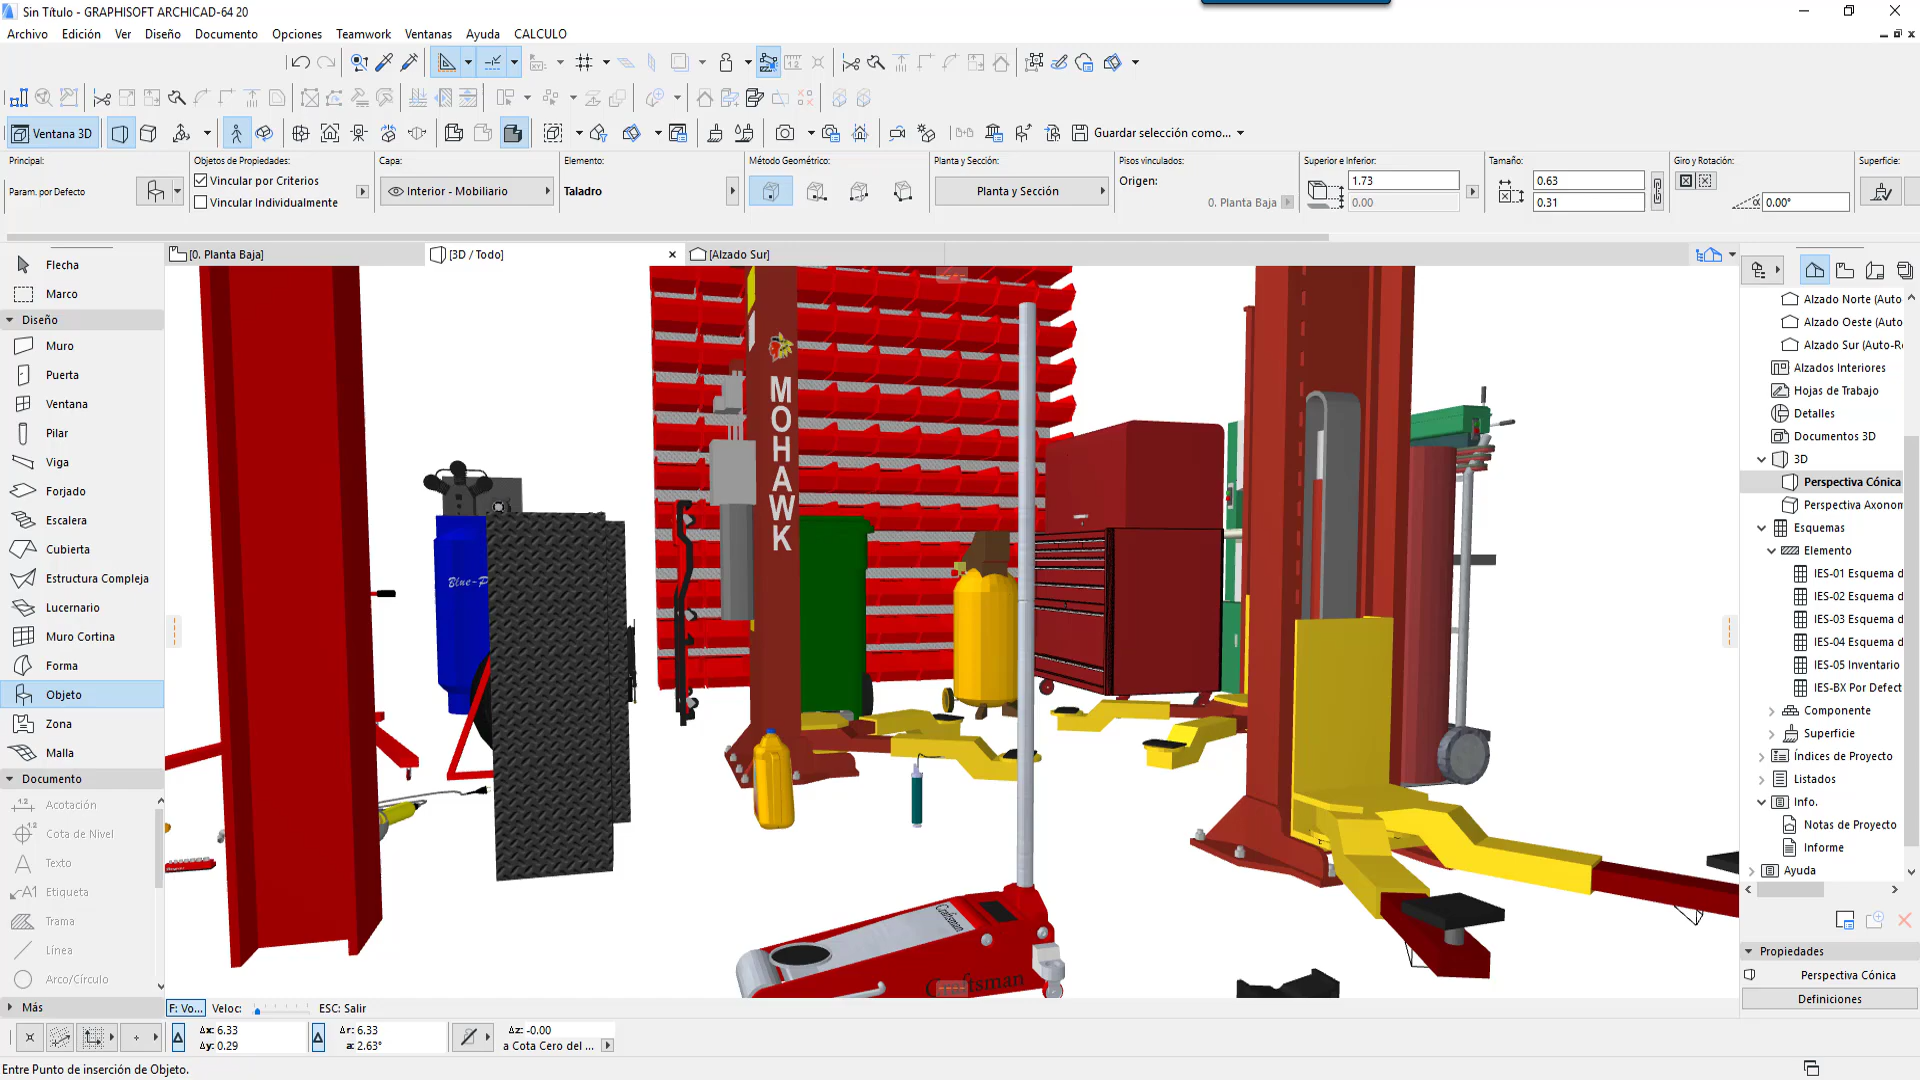 Sin Título - GRAPHISOFT ARCHICAD-64 20
Archivo Edición Ver Diseño Documento Opciones Teamwork Ventanas Ayuda CALCULO
Ventana 3D
Guardar selección como...
Principal:
Objetos de Propiedades:
Capa:
Elemento:
Método Geométrico:
Planta y Sección:
Pisos vinculados:
Superior e Inferior:
Tamaño:
Giro y Rotación:
Superficie:
Param. por Defecto
Vincular por Criterios
Vincular Individualmente
Interior - Mobiliario
Taladro
Planta y Sección
Origen:
0. Planta Baja
1.73
0.00
0.63
0.31
0.00°
[0. Planta Baja]
[3D / Todo]
[Alzado Sur]
Flecha
Marco
Diseño
Muro
Puerta
Ventana
Pilar
Viga
Forjado
Escalera
Cubierta
Estructura Compleja
Lucernario
Muro Cortina
Forma
Objeto
Zona
Malla
Documento
Acotación
Cota de Nivel
Texto
Etiqueta
Trama
Línea
Arco/Círculo
Más
MOHAWK
Blue-P
Craftsman
Craftsman
Alzado Norte (Auto
Alzado Oeste (Auto
Alzado Sur (Auto-R
Alzados Interiores
Hojas de Trabajo
Detalles
Documentos 3D
3D
Perspectiva Cónica
Perspectiva Axonom
Esquemas
Elemento
IES-01 Esquema d
IES-02 Esquema d
IES-03 Esquema d
IES-04 Esquema d
IES-05 Inventario
IES-BX Por Defect
Componente
Superficie
Índices de Proyecto
Listados
Info.
Notas de Proyecto
Informe
Ayuda
Propiedades
Perspectiva Cónica
Definiciones
F: Vo... Veloc: ESC: Salir
Δx: 6.33
Δy: 0.29
Δr: 6.33
a: 2.63°
Δz: -0.00
a Cota Cero del ...
Entre Punto de inserción de Objeto.